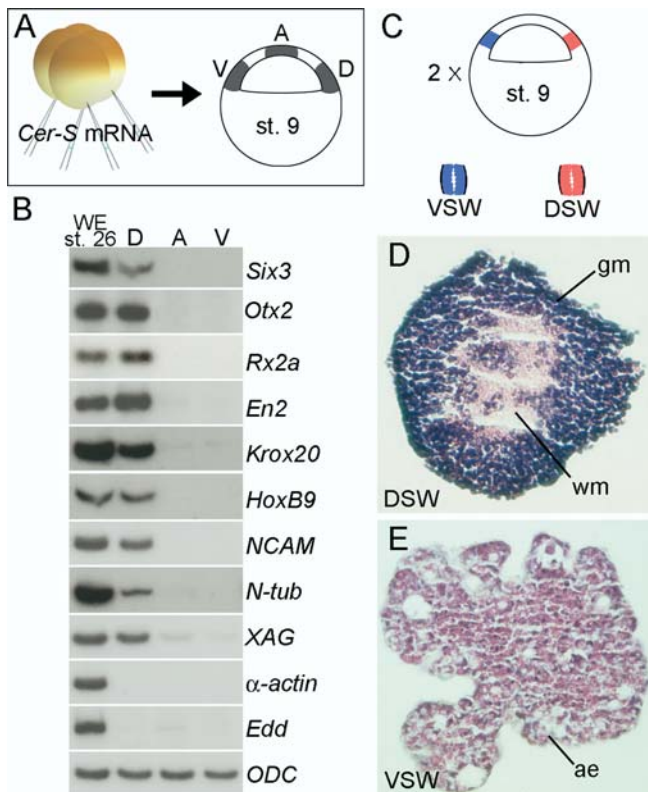 A
Cer-S mRNA
V
A
D
st. 9
B
WE
st. 26
D
A
V
Six3
Otx2
Rx2a
En2
Krox20
HoxB9
NCAM
N-tub
XAG
α-actin
Edd
ODC
C
2 ×
st. 9
VSW
DSW
D
gm
wm
DSW
E
ae
VSW